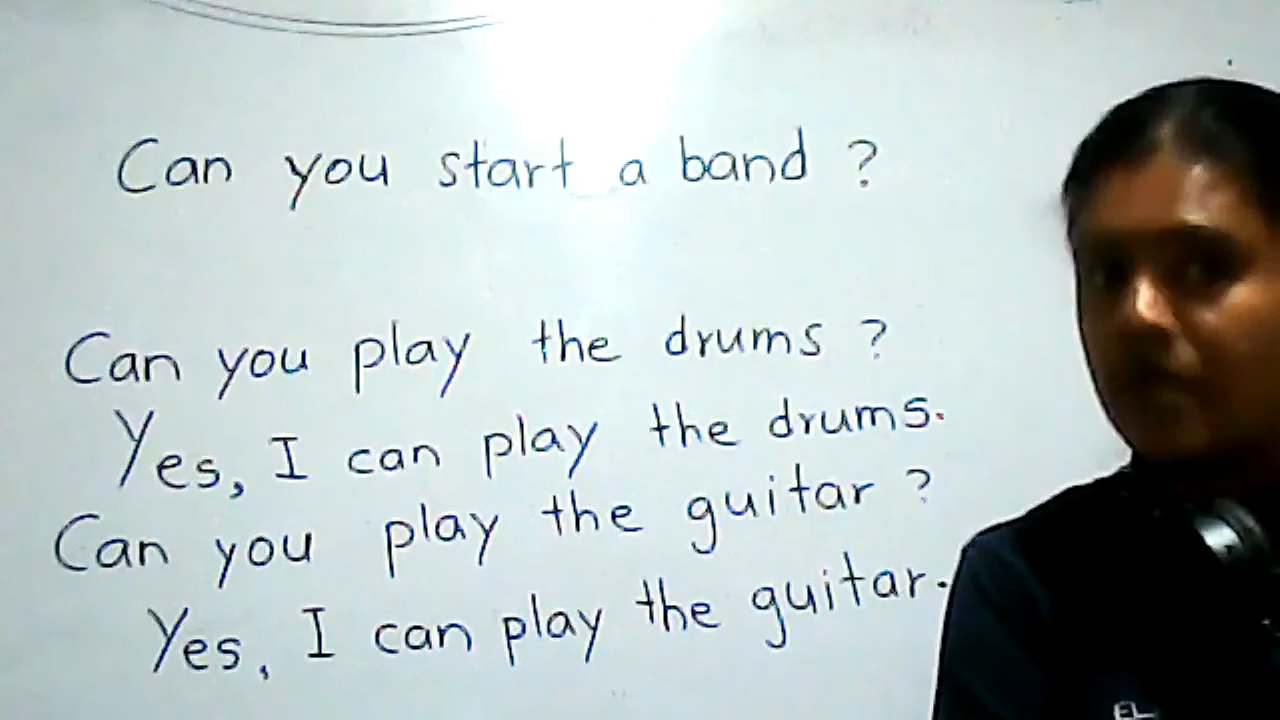 Can you start a band ?
Can you play the drums ?
Yes, I can play the drums.
Can you play the guitar ?
Yes, I can play the guitar.
EL